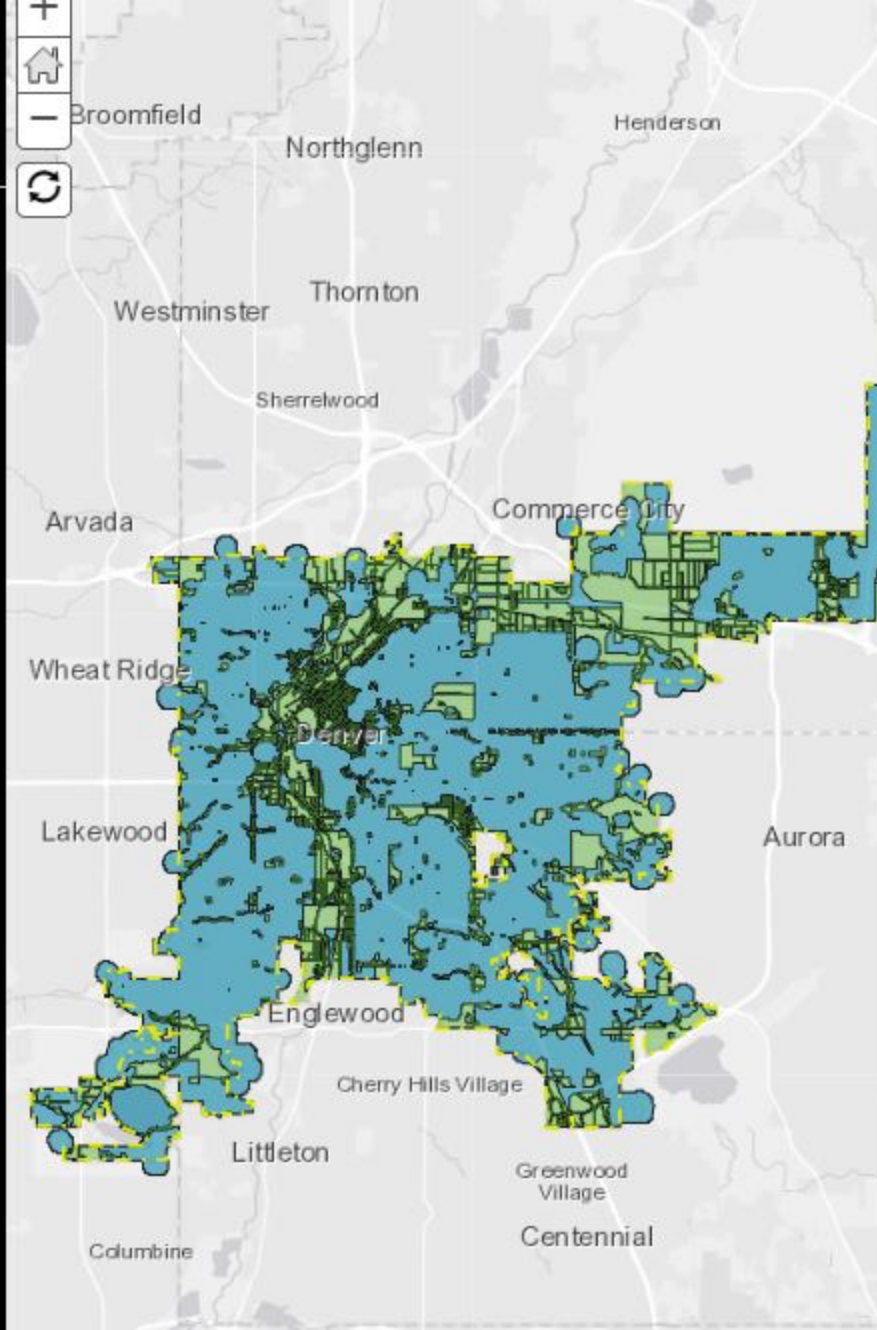 Broomfield
Henderson
Northglenn
Thornton
Westminster
Sherrelwood
Commerce City
Arvada
Wheat Ridge
Denver
Lakewood
Aurora
Englewood
Cherry Hills Village
Littleton
Greenwood
Village
Centennial
Columbine